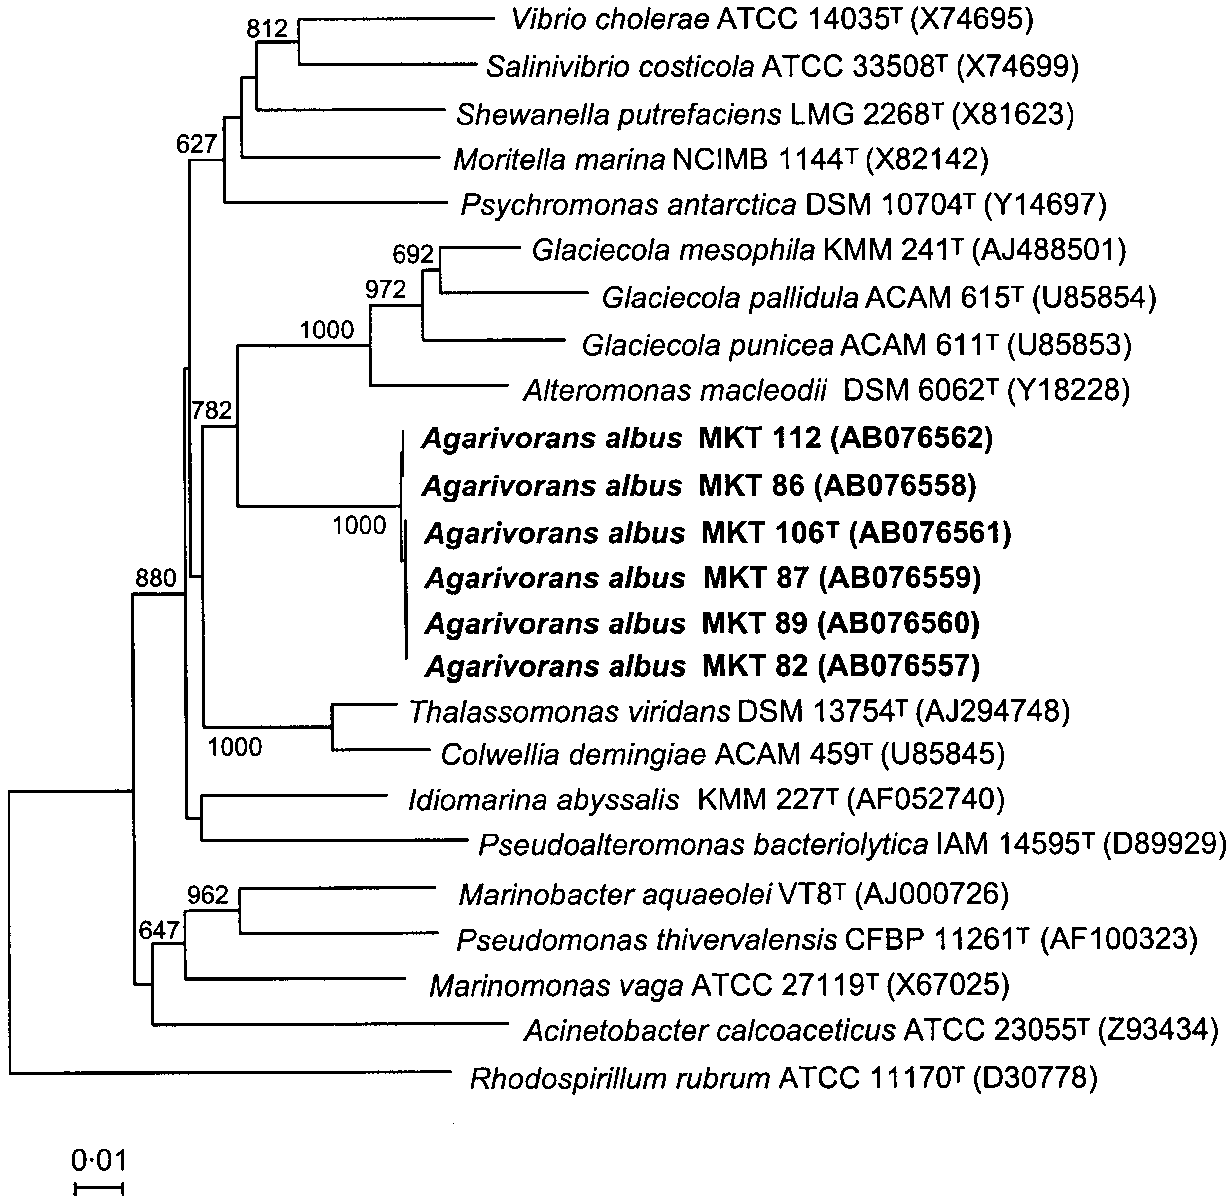 812
Vibrio cholerae ATCC 14035ᵀ (X74695)
Salinivibrio costicola ATCC 33508ᵀ (X74699)
Shewanella putrefaciens LMG 2268ᵀ (X81623)
627
Moritella marina NCIMB 1144ᵀ (X82142)
Psychromonas antarctica DSM 10704ᵀ (Y14697)
692
Glaciecola mesophila KMM 241ᵀ (AJ488501)
972
Glaciecola pallidula ACAM 615ᵀ (U85854)
1000
Glaciecola punicea ACAM 611ᵀ (U85853)
Alteromonas macleodii DSM 6062ᵀ (Y18228)
782
Agarivorans albus MKT 112 (AB076562)
Agarivorans albus MKT 86 (AB076558)
1000
Agarivorans albus MKT 106ᵀ (AB076561)
880
Agarivorans albus MKT 87 (AB076559)
Agarivorans albus MKT 89 (AB076560)
Agarivorans albus MKT 82 (AB076557)
Thalassomonas viridans DSM 13754ᵀ (AJ294748)
1000
Colwellia demingiae ACAM 459ᵀ (U85845)
Idiomarina abyssalis KMM 227ᵀ (AF052740)
Pseudoalteromonas bacteriolytica IAM 14595ᵀ (D89929)
962
Marinobacter aquaeolei VT8ᵀ (AJ000726)
647
Pseudomonas thivervalensis CFBP 11261ᵀ (AF100323)
Marinomonas vaga ATCC 27119ᵀ (X67025)
Acinetobacter calcoaceticus ATCC 23055ᵀ (Z93434)
Rhodospirillum rubrum ATCC 11170ᵀ (D30778)
0·01